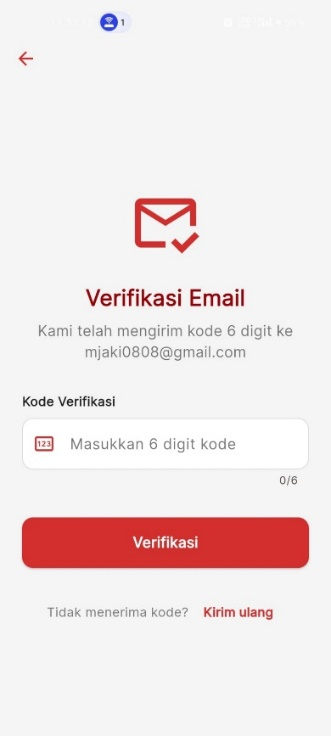 1
Verifikasi Email
Kami telah mengirim kode 6 digit ke
mjaki0808@gmail.com
Kode Verifikasi
123 Masukkan 6 digit kode
0/6
Verifikasi
Tidak menerima kode? Kirim ulang